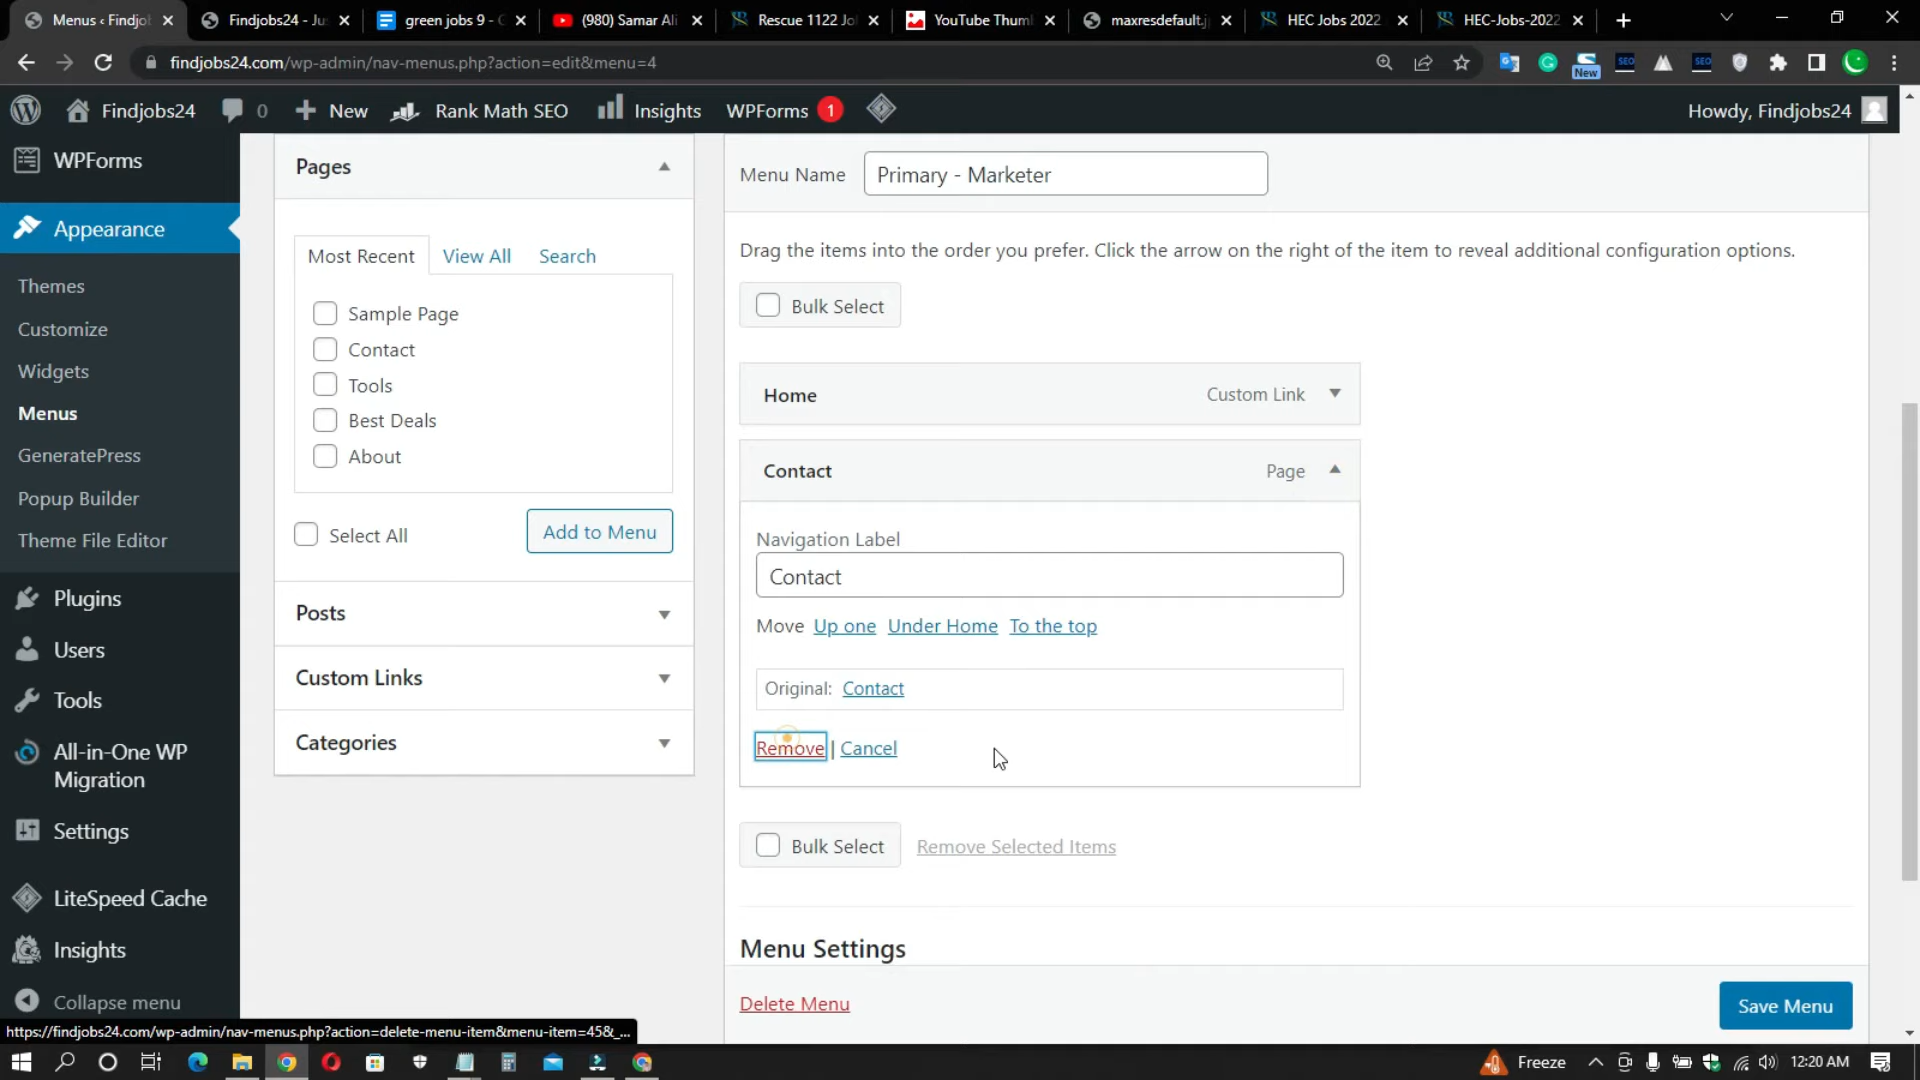 Menus ‹ Findjob
Findjobs24 - Jus
green jobs 9 - G
(980) Samar Ali
Rescue 1122 Jo
YouTube Thum
maxresdefault.j
HEC Jobs 2022
HEC-Jobs-2022
findjobs24.com/wp-admin/nav-menus.php?action=edit&menu=4
New
SEO
SEO
Findjobs24
0
New
Rank Math SEO
Insights
WPForms 1
Howdy, Findjobs24
WPForms
Appearance
Themes
Customize
Widgets
Menus
GeneratePress
Popup Builder
Theme File Editor
Plugins
Users
Tools
All-in-One WP
Migration
Settings
LiteSpeed Cache
Insights
Collapse menu
Pages
Most Recent View All Search
Sample Page
Contact
Tools
Best Deals
About
Select All
Add to Menu
Posts
Custom Links
Categories
Menu Name Primary - Marketer
Drag the items into the order you prefer. Click the arrow on the right of the item to reveal additional configuration options.
Bulk Select
Home Custom Link
Contact Page
Navigation Label
Contact
Move Up one Under Home To the top
Original: Contact
Remove | Cancel
Bulk Select Remove Selected Items
Menu Settings
Delete Menu
Save Menu
https://findjobs24.com/wp-admin/nav-menus.php?action=delete-menu-item&menu-item=45&_...
Freeze
12:20 AM